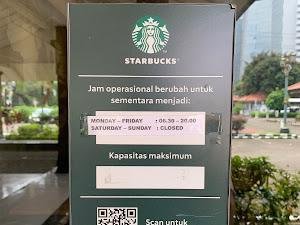 STARBUCKS
Jam operasional berubah untuk
sementara menjadi:
MONDAY – FRIDAY : 06.30 – 20.00
SATURDAY – SUNDAY : CLOSED
Kapasitas maksimum
Scan untuk